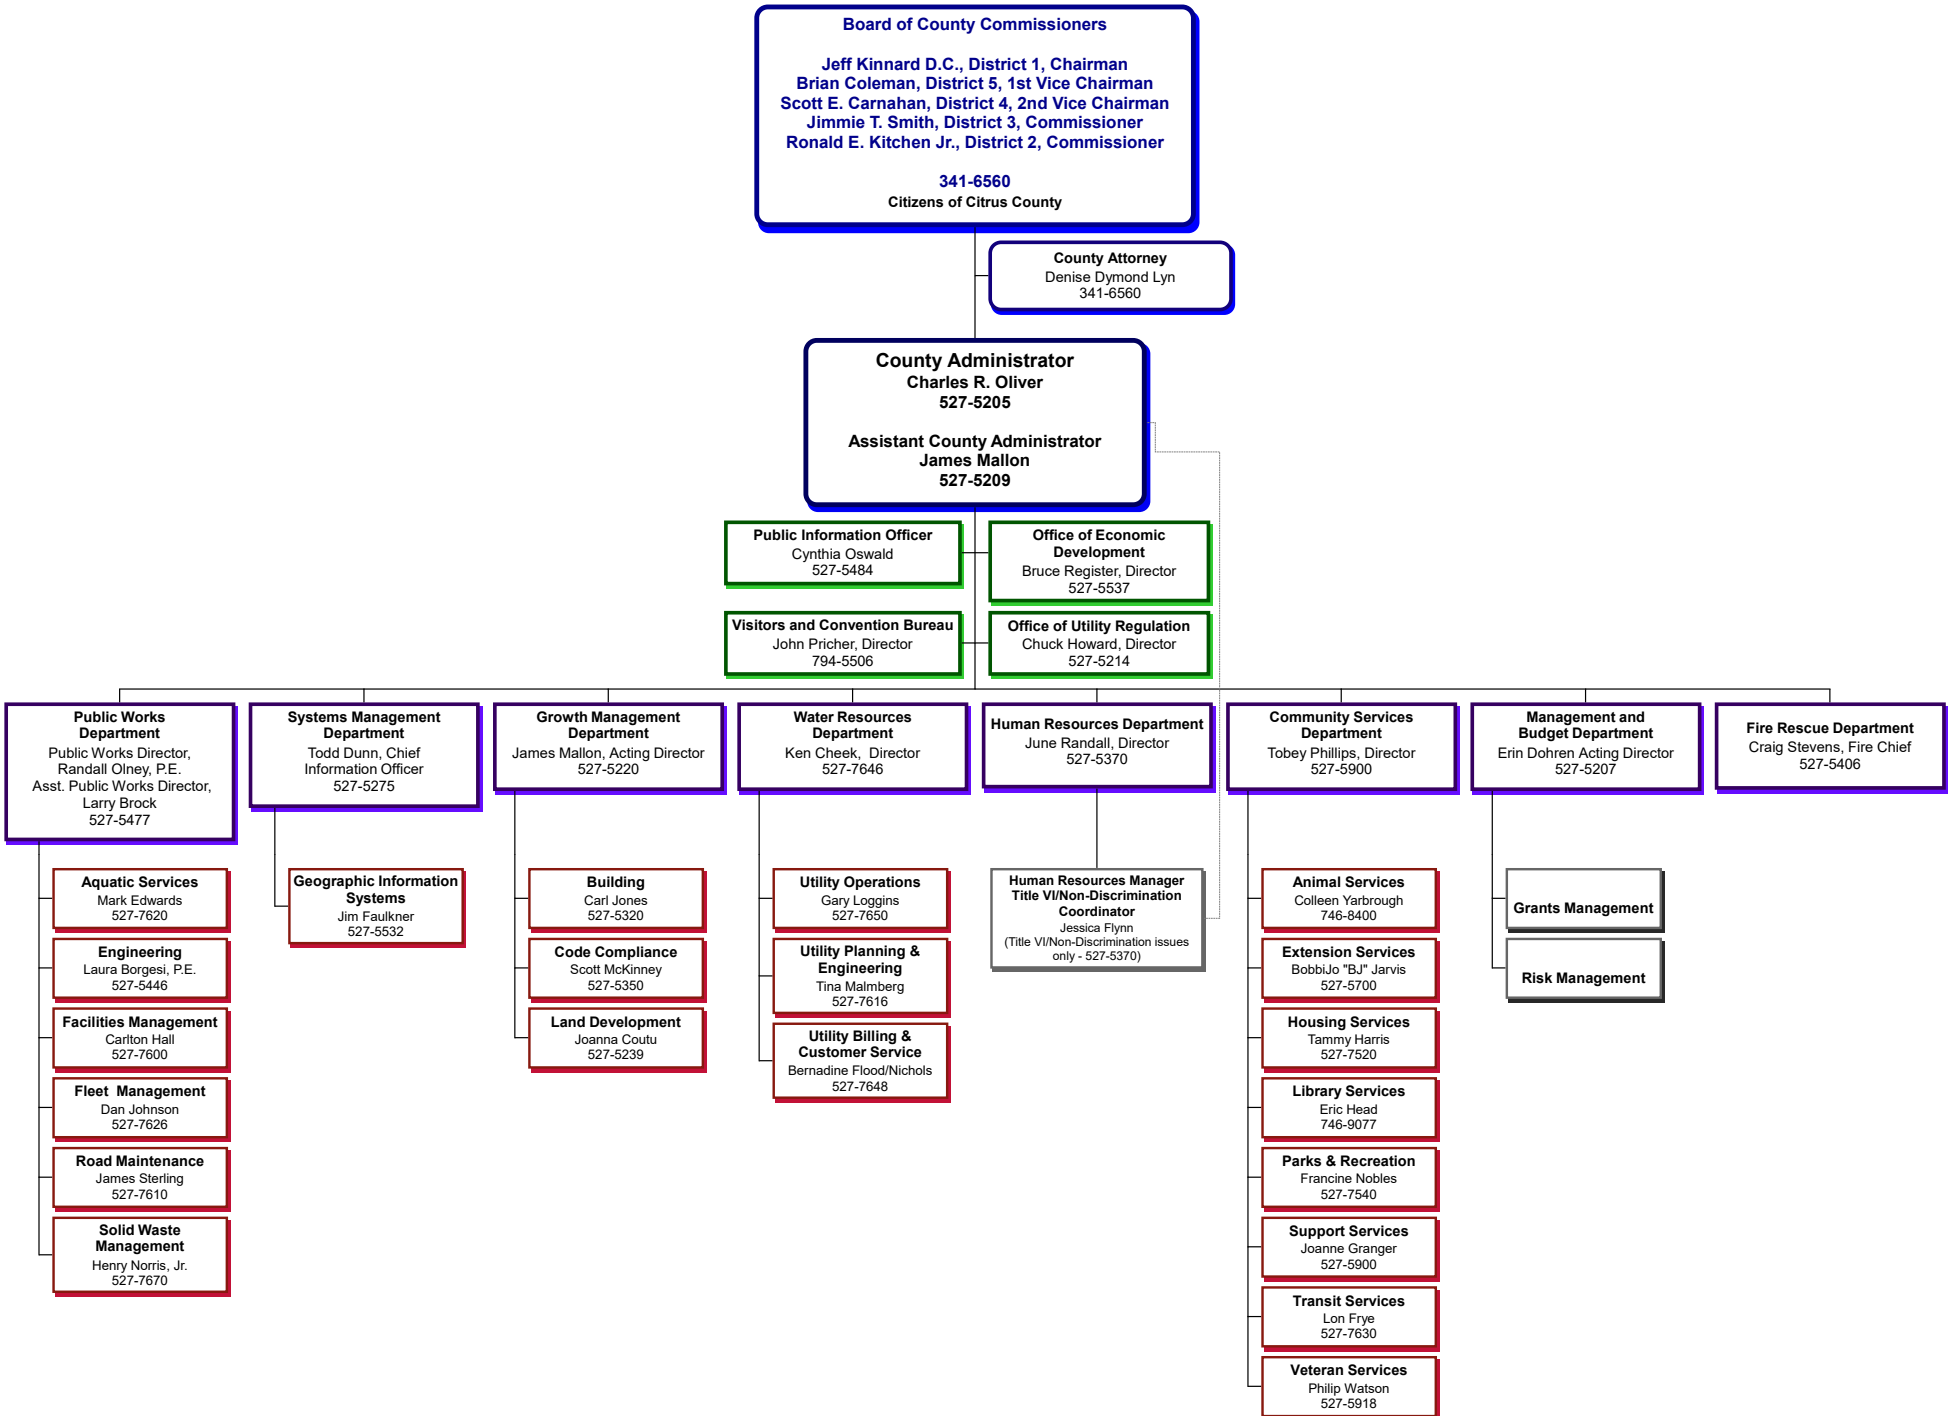 Board of County Commissioners
Jeff Kinnard D.C., District 1, Chairman
Brian Coleman, District 5, 1st Vice Chairman
Scott E. Carnahan, District 4, 2nd Vice Chairman
Jimmie T. Smith, District 3, Commissioner
Ronald E. Kitchen Jr., District 2, Commissioner
341-6560
Citizens of Citrus County
County Attorney
Denise Dymond Lyn
341-6560
County Administrator
Charles R. Oliver
527-5205
Assistant County Administrator
James Mallon
527-5209
Public Information Officer
Cynthia Oswald
527-5484
Office of Economic
Development
Bruce Register, Director
527-5537
Visitors and Convention Bureau
John Pricher, Director
794-5506
Office of Utility Regulation
Chuck Howard, Director
527-5214
Public Works
Department
Public Works Director,
Randall Olney, P.E.
Asst. Public Works Director,
Larry Brock
527-5477
Aquatic Services
Mark Edwards
527-7620
Engineering
Laura Borgesi, P.E.
527-5446
Facilities Management
Carlton Hall
527-7600
Fleet  Management
Dan Johnson
527-7626
Road Maintenance
James Sterling
527-7610
Solid Waste
Management
Henry Norris, Jr.
527-7670
Systems Management
Department
Todd Dunn, Chief
Information Officer
527-5275
Geographic Information
Systems
Jim Faulkner
527-5532
Growth Management
Department
James Mallon, Acting Director
527-5220
Building
Carl Jones
527-5320
Code Compliance
Scott McKinney
527-5350
Land Development
Joanna Coutu
527-5239
Water Resources
Department
Ken Cheek,  Director
527-7646
Utility Operations
Gary Loggins
527-7650
Utility Planning &
Engineering
Tina Malmberg
527-7616
Utility Billing &
Customer Service
Bernadine Flood/Nichols
527-7648
Human Resources Department
June Randall, Director
527-5370
Human Resources Manager
Title VI/Non-Discrimination
Coordinator
Jessica Flynn
(Title VI/Non-Discrimination issues
only - 527-5370)
Community Services
Department
Tobey Phillips, Director
527-5900
Animal Services
Colleen Yarbrough
746-8400
Extension Services
BobbiJo "BJ" Jarvis
527-5700
Housing Services
Tammy Harris
527-7520
Library Services
Eric Head
746-9077
Parks & Recreation
Francine Nobles
527-7540
Support Services
Joanne Granger
527-5900
Transit Services
Lon Frye
527-7630
Veteran Services
Philip Watson
527-5918
Management and
Budget Department
Erin Dohren Acting Director
527-5207
Grants Management
Risk Management
Fire Rescue Department
Craig Stevens, Fire Chief
527-5406